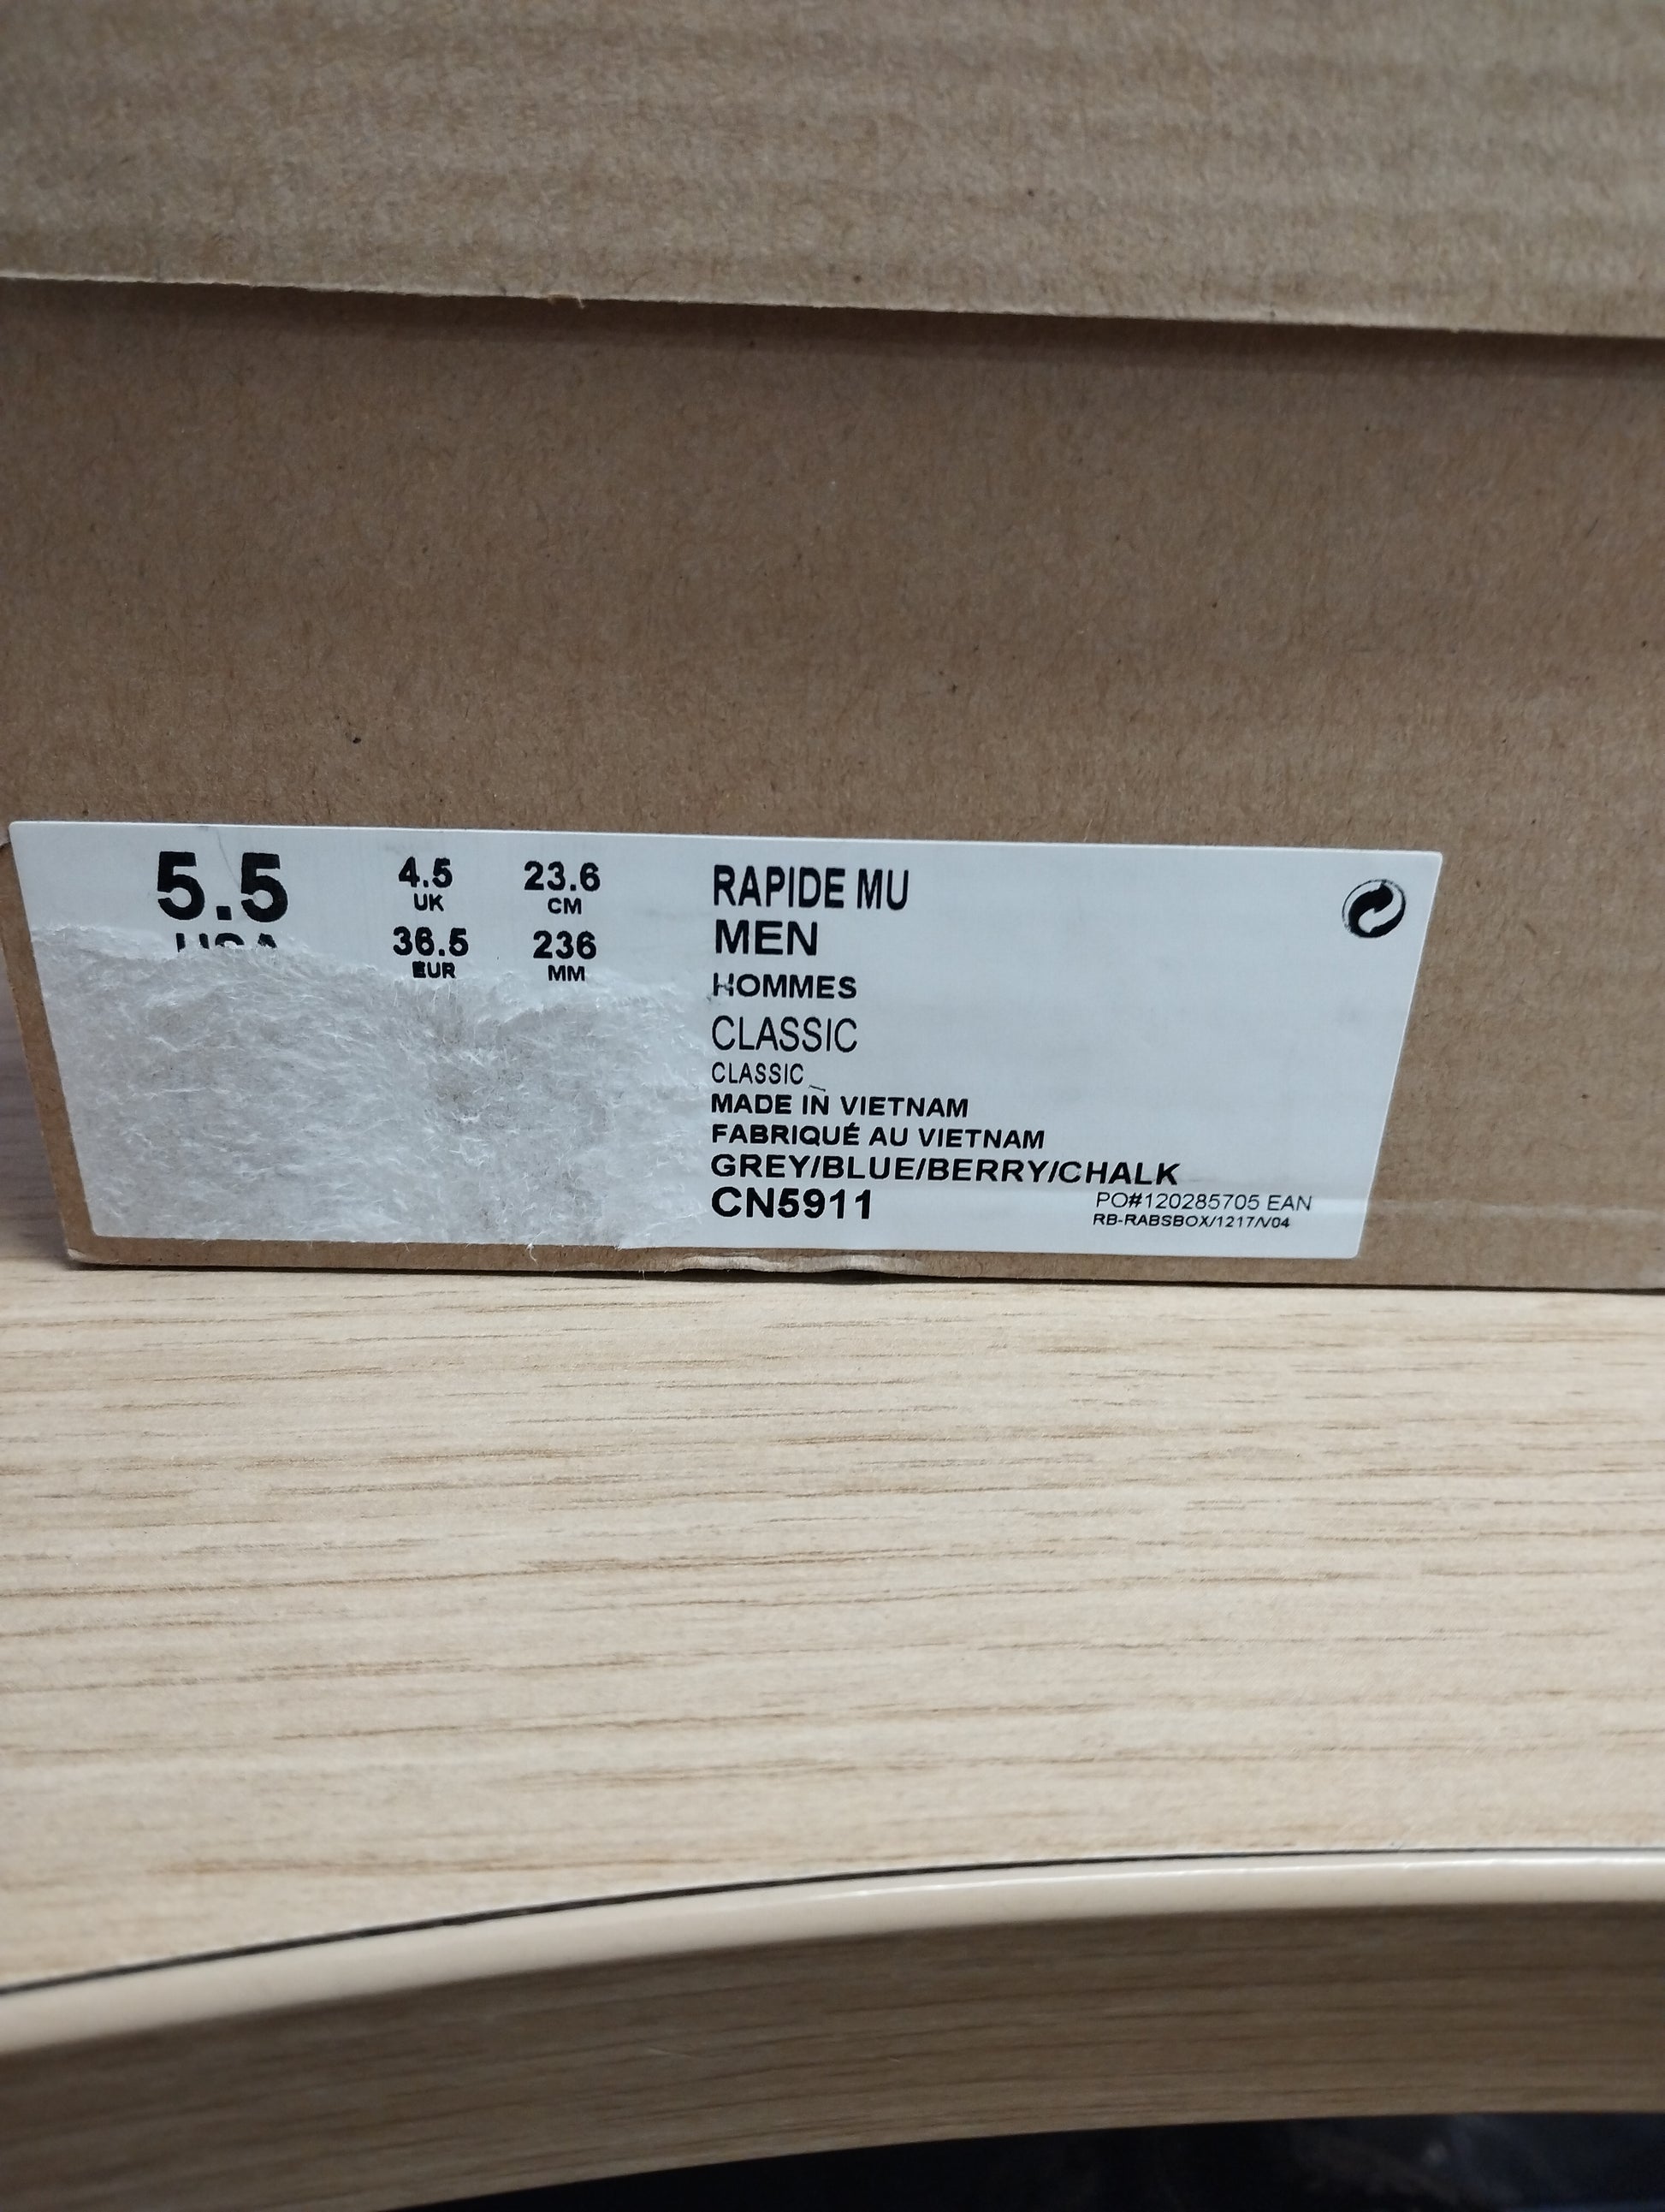 5.5
USA
4.5
UK
36.5
EUR
23.6
CM
236
MM
RAPIDE MU
MEN
HOMMES
CLASSIC
CLASSIC
MADE IN VIETNAM
FABRIQUÉ AU VIETNAM
GREY/BLUE/BERRY/CHALK
CN5911
PO#120285705 EAN
RB-RABSBOX/1217/V04